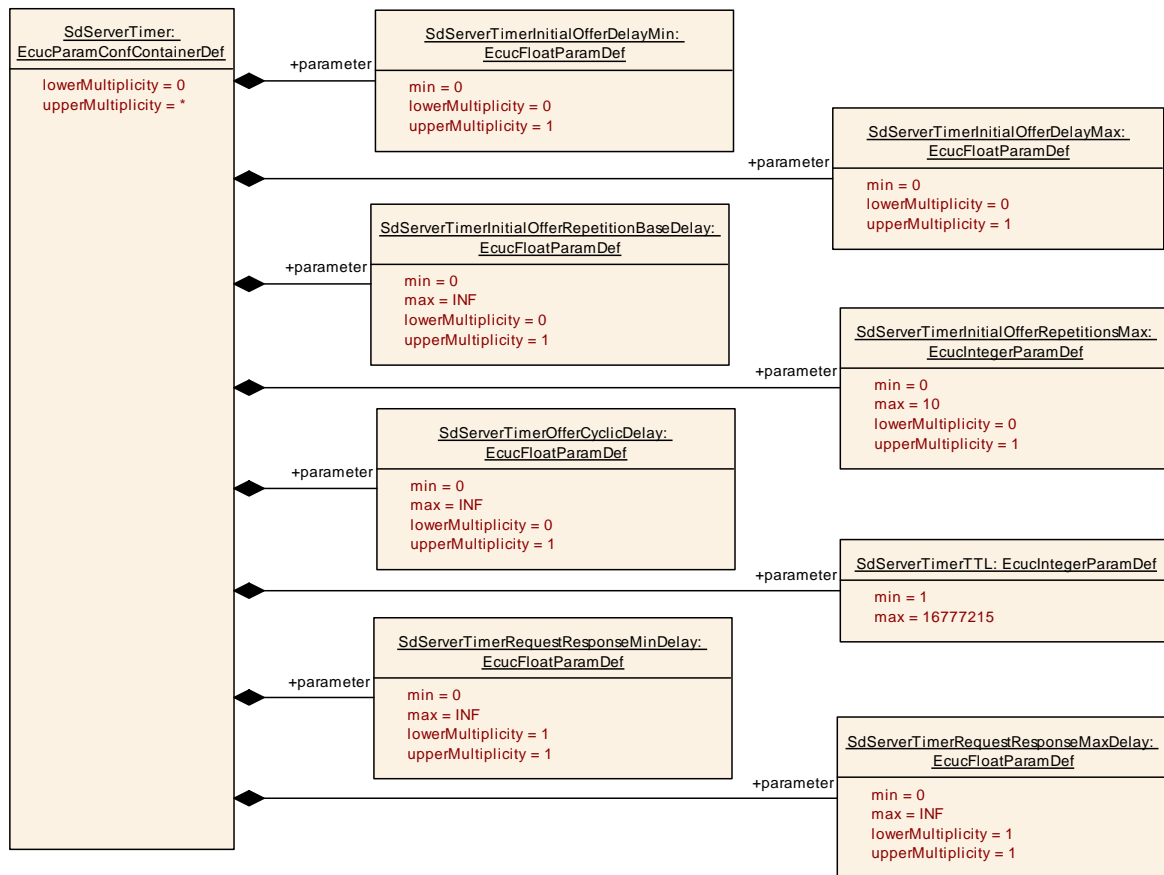 SdServerTimer:
EcucParamConfContainerDef
lowerMultiplicity = 0
upperMultiplicity = *
+parameter
SdServerTimerInitialOfferDelayMin:
EcucFloatParamDef
min = 0
lowerMultiplicity = 0
upperMultiplicity = 1
+parameter
SdServerTimerInitialOfferDelayMax:
EcucFloatParamDef
min = 0
lowerMultiplicity = 0
upperMultiplicity = 1
+parameter
SdServerTimerInitialOfferRepetitionBaseDelay:
EcucFloatParamDef
min = 0
max = INF
lowerMultiplicity = 0
upperMultiplicity = 1
+parameter
SdServerTimerInitialOfferRepetitionsMax:
EcucIntegerParamDef
min = 0
max = 10
lowerMultiplicity = 0
upperMultiplicity = 1
+parameter
SdServerTimerOfferCyclicDelay:
EcucFloatParamDef
min = 0
max = INF
lowerMultiplicity = 0
upperMultiplicity = 1
+parameter
SdServerTimerTTL: EcucIntegerParamDef
min = 1
max = 16777215
+parameter
SdServerTimerRequestResponseMinDelay:
EcucFloatParamDef
min = 0
max = INF
lowerMultiplicity = 1
upperMultiplicity = 1
+parameter
SdServerTimerRequestResponseMaxDelay:
EcucFloatParamDef
min = 0
max = INF
lowerMultiplicity = 1
upperMultiplicity = 1